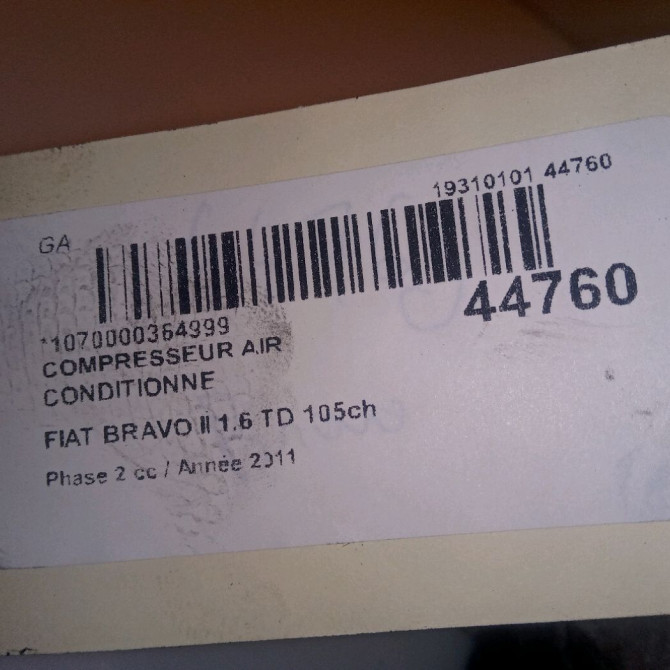 19310101 44760
GA
44760
*1070000364999
COMPRESSEUR AIR
CONDITIONNE
FIAT BRAVO II 1.6 TD 105ch
Phase 2 cc / Année 2011